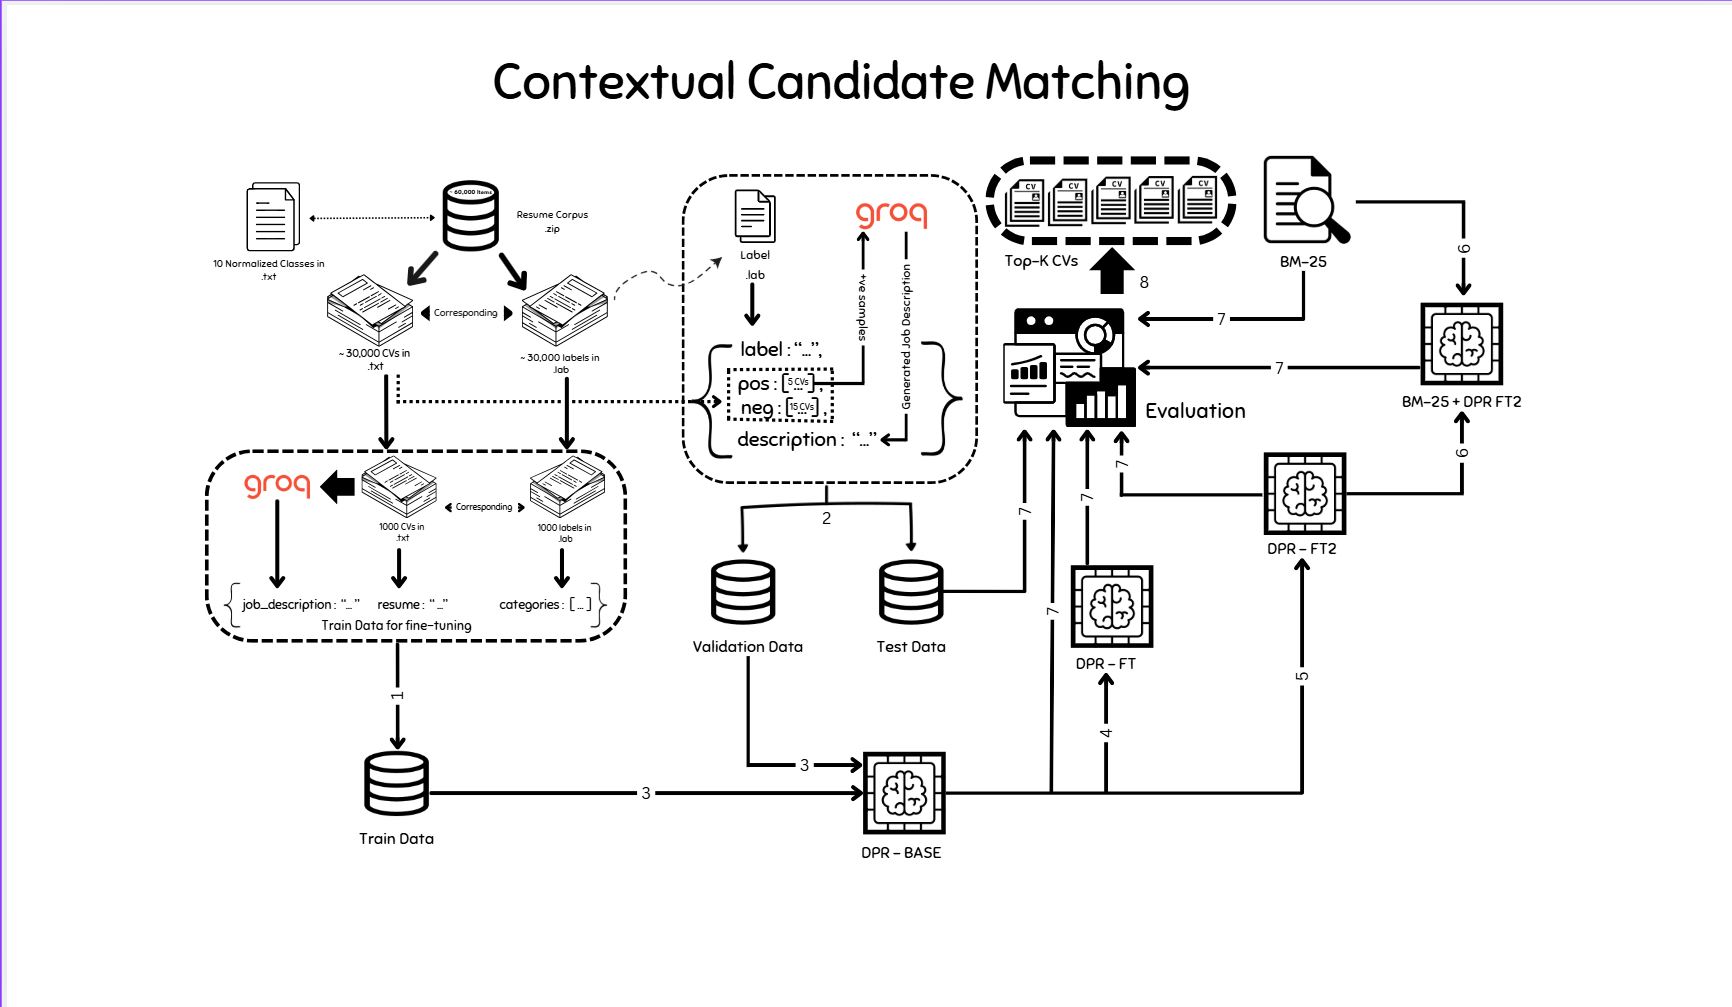 Contextual Candidate Matching
~ 60,000 Items
Resume Corpus
.zip
10 Normalized Classes in
.txt
Corresponding
~ 30,000 CVs in
.txt
~ 30,000 labels in
.lab
groq
1000 CVs in
.txt
Corresponding
1000 labels in
.lab
job_description : “...” resume : “...” categories : [...]
Train Data for fine-tuning
1
Train Data
3
Label
.lab
groq
+ve samples
Generated Job Description
label : “...”,
pos : [5 CVs ...],
neg : [15 CVs ...],
description : “...”
2
Validation Data
Test Data
3
DPR - BASE
CV CV CV CV CV
Top-K CVs
8
BM-25
6
7
7
BM-25 + DPR FT2
Evaluation
6
7
7
7
DPR - FT2
7
DPR - FT
5
4